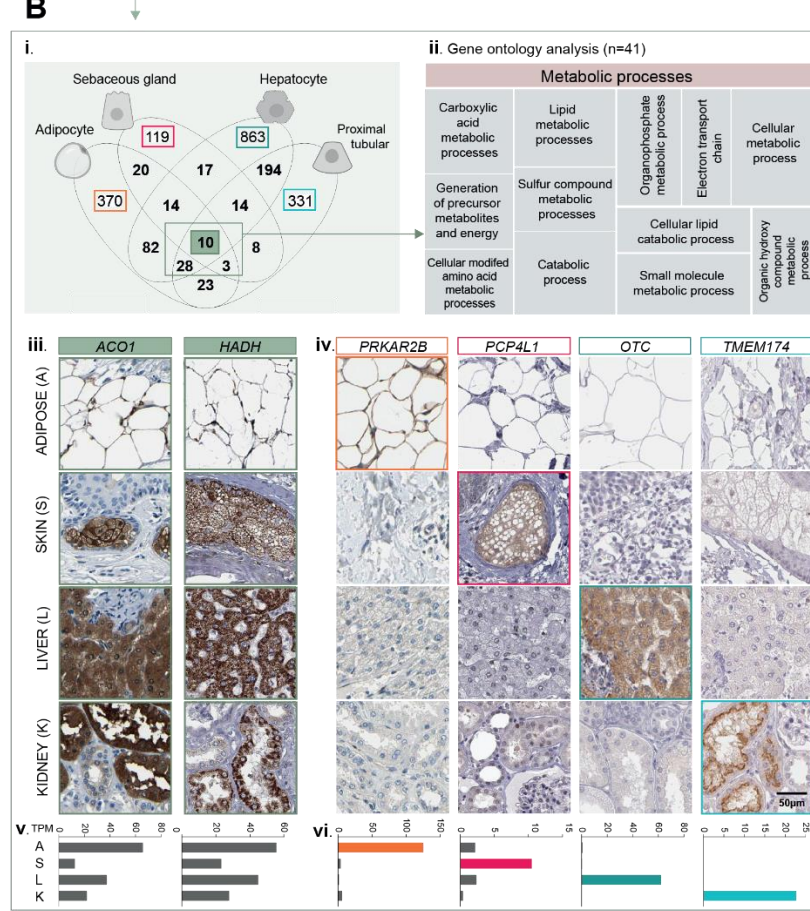 B
i.
ii. Gene ontology analysis (n=41)
Sebaceous gland
Hepatocyte
Adipocyte
Proximal
tubular
119
863
20
17
194
370
14
14
331
82
10
8
28
3
23
Metabolic processes
Carboxylic
acid
metabolic
processes
Lipid
metabolic
processes
Organophosphate
metabolic process
Electron transport
chain
Cellular
metabolic
process
Generation
of precursor
metabolites
and energy
Sulfur compound
metabolic
processes
Cellular lipid
catabolic process
Organic hydroxy
compound
metabolic
process
Cellular modifed
amino acid
metabolic
processes
Catabolic
process
Small molecule
metabolic process
iii. ACO1 HADH
iv. PRKAR2B PCP4L1 OTC TMEM174
ADIPOSE (A)
SKIN (S)
LIVER (L)
KIDNEY (K)
50µm
v. TPM
0 20 40 60 80
0 20 40 60
vi.
0 50 100 150
0 5 10 15
0 20 40 60 80
0 5 10 15 20 25
A
S
L
K